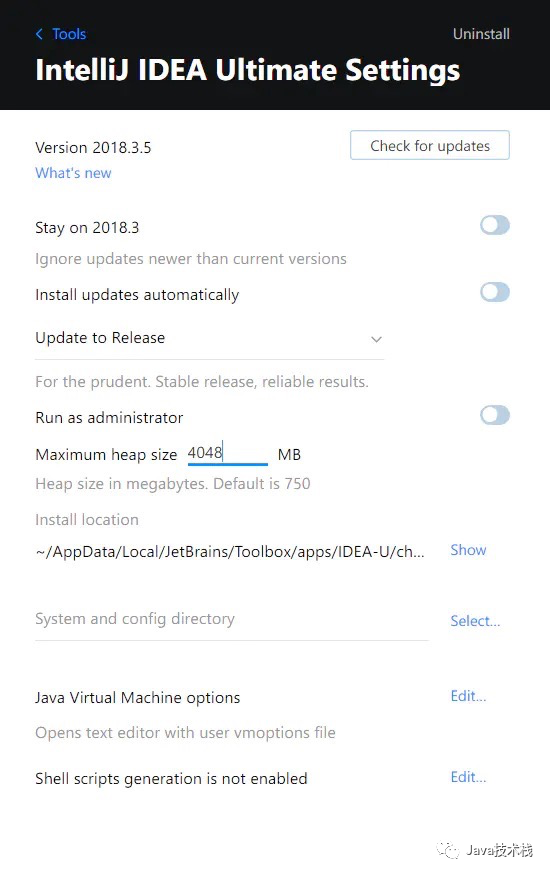 Tools
Uninstall
IntelliJ IDEA Ultimate Settings
Version 2018.3.5
Check for updates
What's new
Stay on 2018.3
Ignore updates newer than current versions
Install updates automatically
Update to Release
For the prudent. Stable release, reliable results.
Run as administrator
Maximum heap size 4048 MB
Heap size in megabytes. Default is 750
Install location
~/AppData/Local/JetBrains/Toolbox/apps/IDEA-U/ch...
Show
System and config directory
Select...
Java Virtual Machine options
Edit...
Opens text editor with user vmoptions file
Shell scripts generation is not enabled
Edit...
Java技术栈